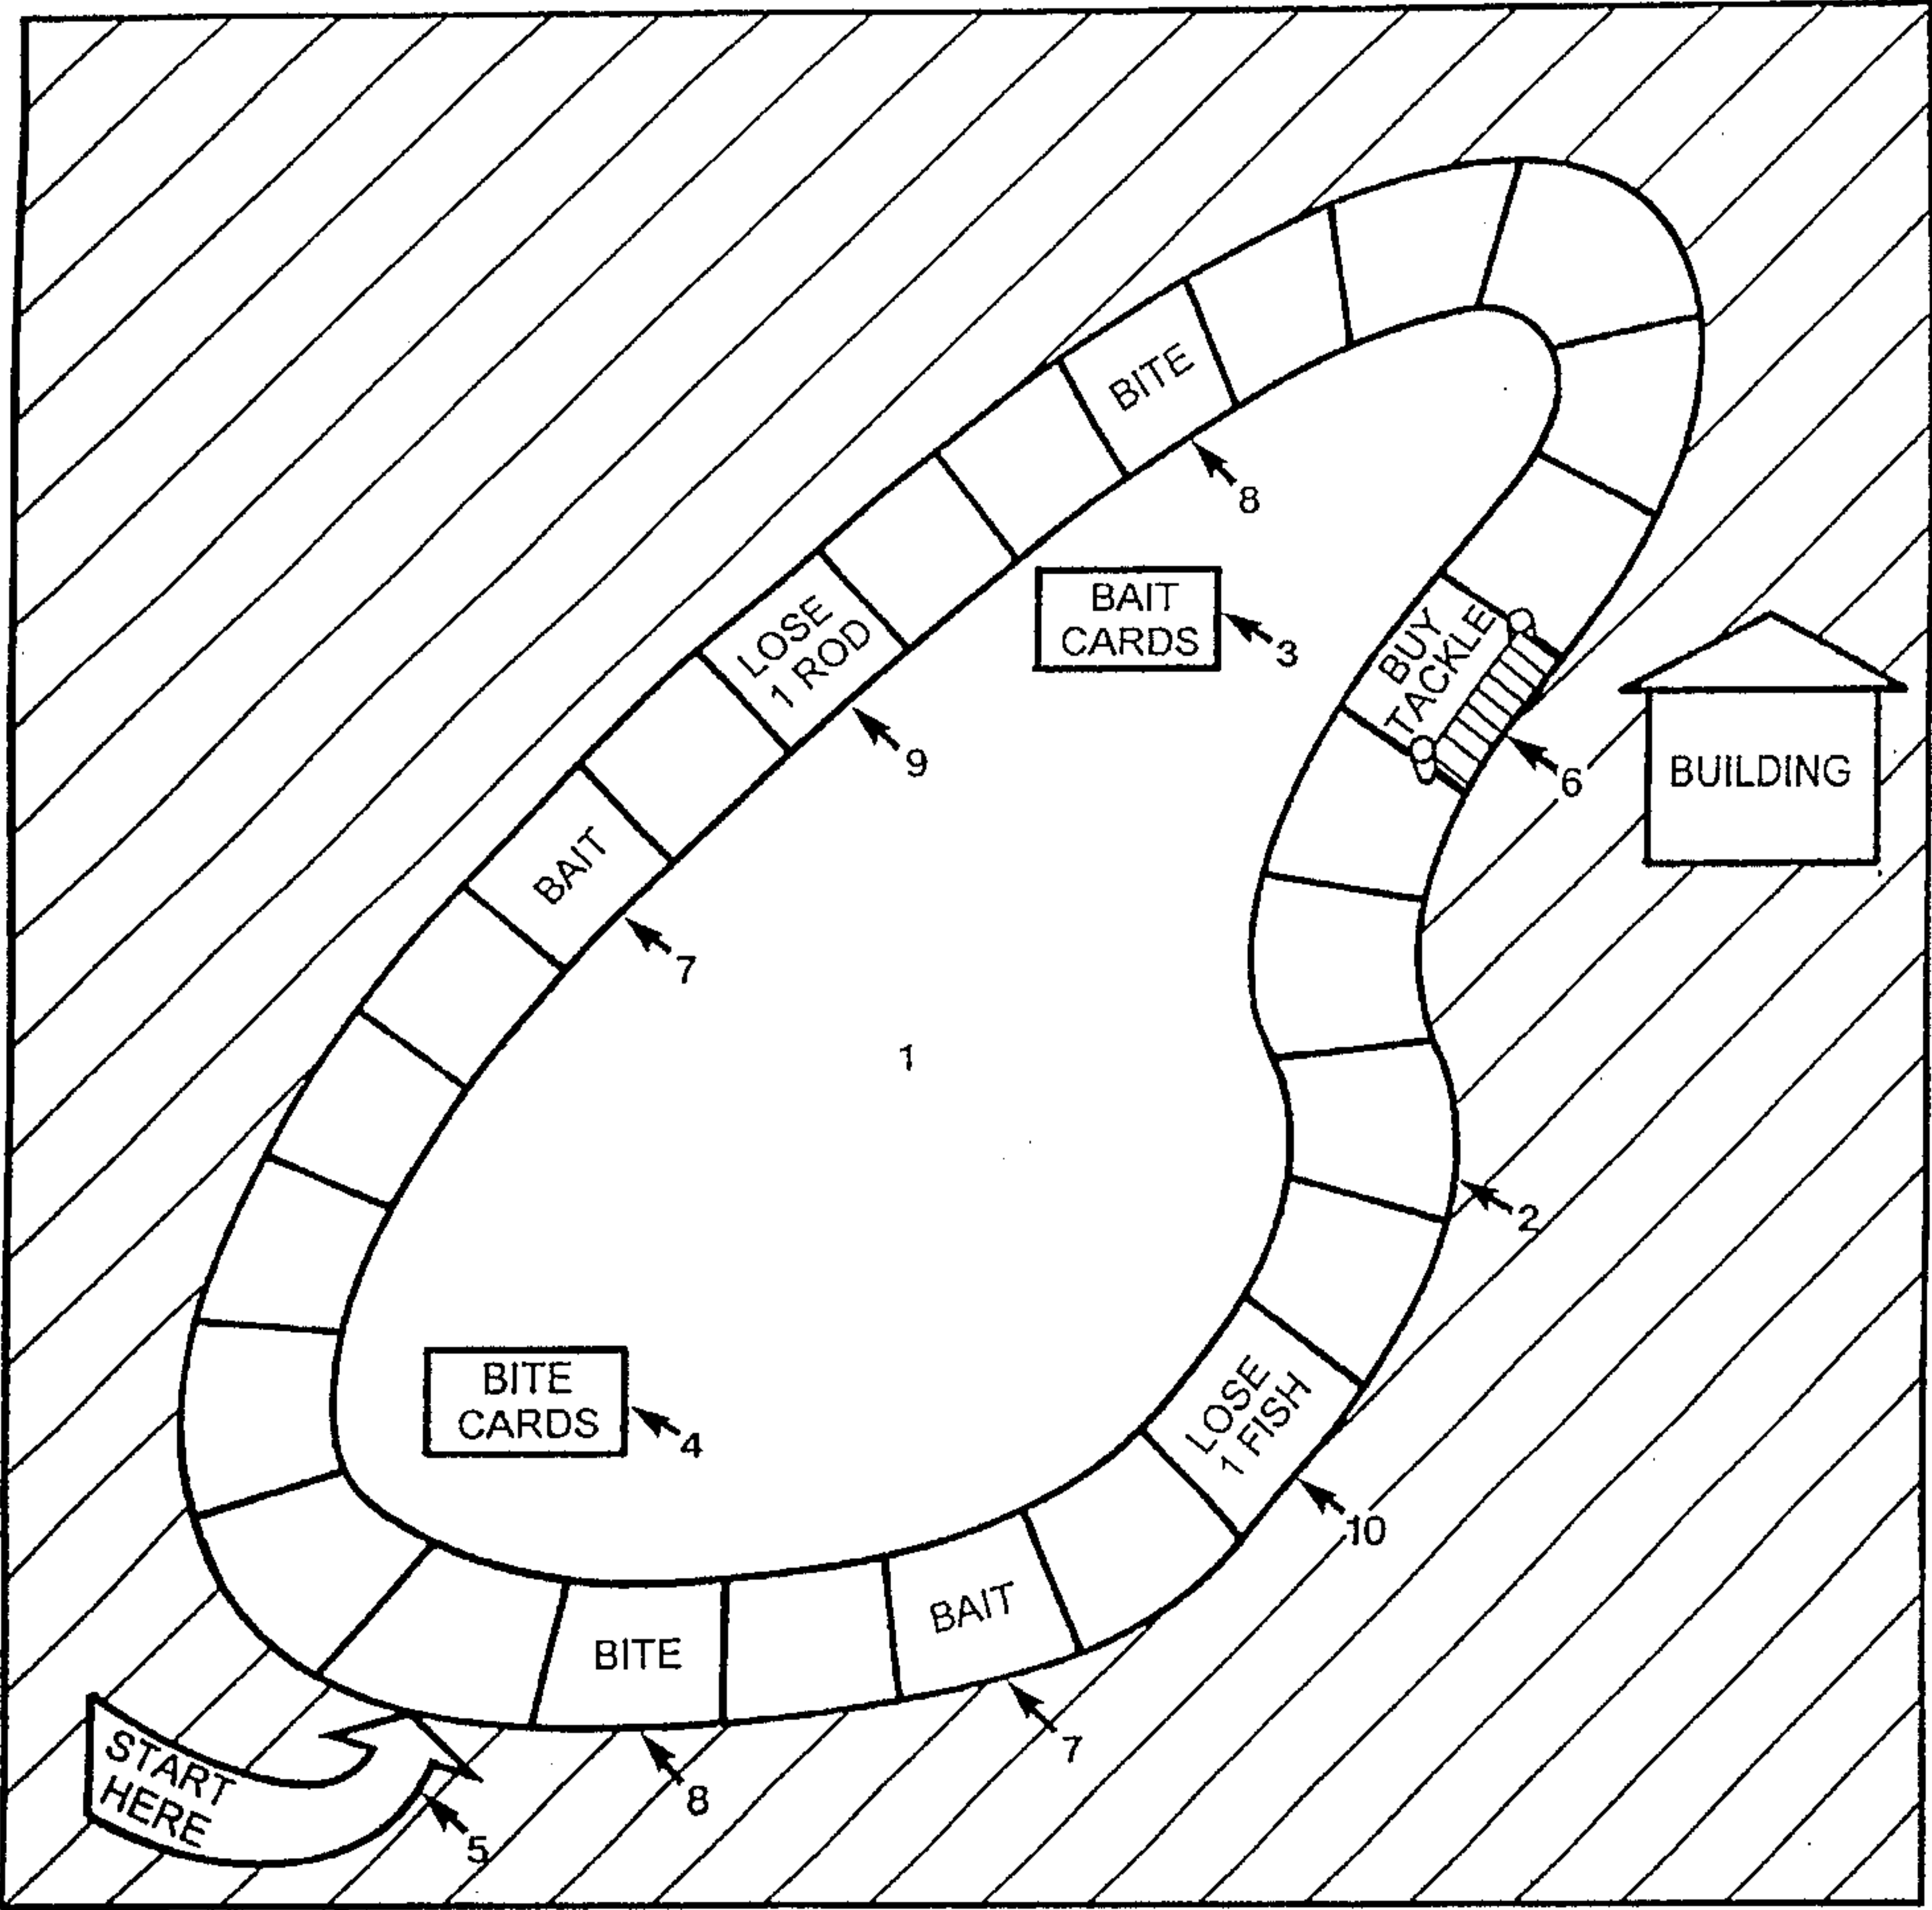 BITE
8
BAIT
CARDS
3
LOSE
1 ROD
9
BUY
TACKLE
6
BUILDING
BAIT
7
1
2
BITE
CARDS
4
LOSE
1 FISH
10
BAIT
7
BITE
8
START
HERE
5